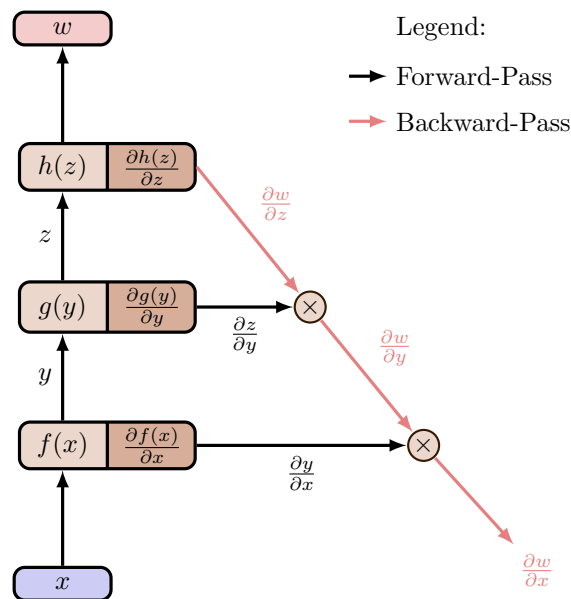 w
Legend:
Forward-Pass
Backward-Pass
h(z) ∂h(z)/∂z
∂w/∂z
z
g(y) ∂g(y)/∂y
×
∂z/∂y
∂w/∂y
y
f(x) ∂f(x)/∂x
×
∂y/∂x
∂w/∂x
x